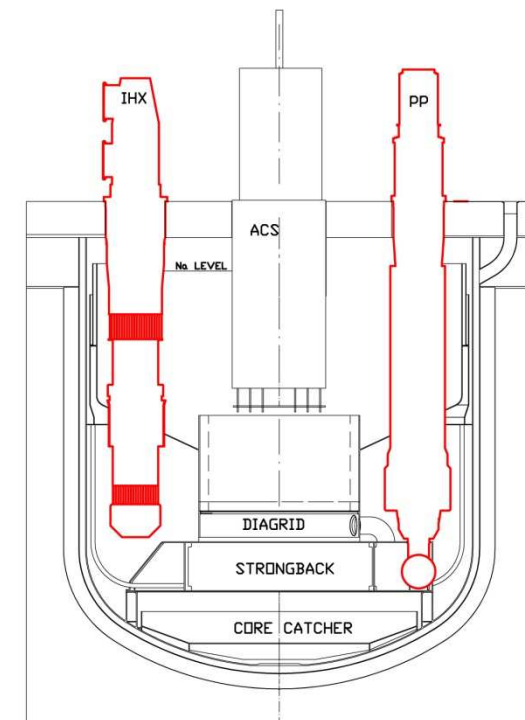 IHX
PP
ACS
Na LEVEL
DIAGRID
STRONGBACK
CORE CATCHER